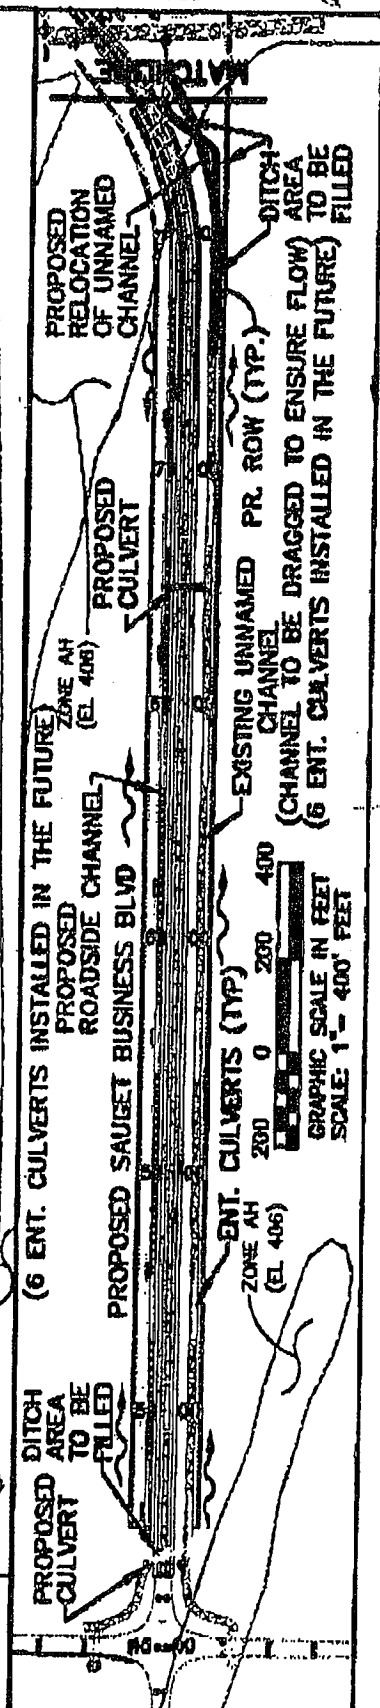 PROPOSED
CULVERT
DITCH
AREA
TO BE
FILLED
(6 ENT. CULVERTS INSTALLED IN THE FUTURE)
PROPOSED
ROADSIDE CHANNEL
PROPOSED SAUGET BUSINESS BLVD
ZONE AH
(EL 408)
PROPOSED
CULVERT
PROPOSED
RELOCATION
OF UNNAMED
CHANNEL
MATCHLINE
ENT. CULVERTS (TYP)
ZONE AH
(EL 406)
200 0 200 400
GRAPHIC SCALE IN FEET
SCALE: 1"= 400' FEET
EXISTING UNNAMED
CHANNEL
PR. ROW (TYP.)
(CHANNEL TO BE DRAGGED TO ENSURE FLOW)
(6 ENT. CULVERTS INSTALLED IN THE FUTURE)
DITCH
AREA
TO BE
FILLED